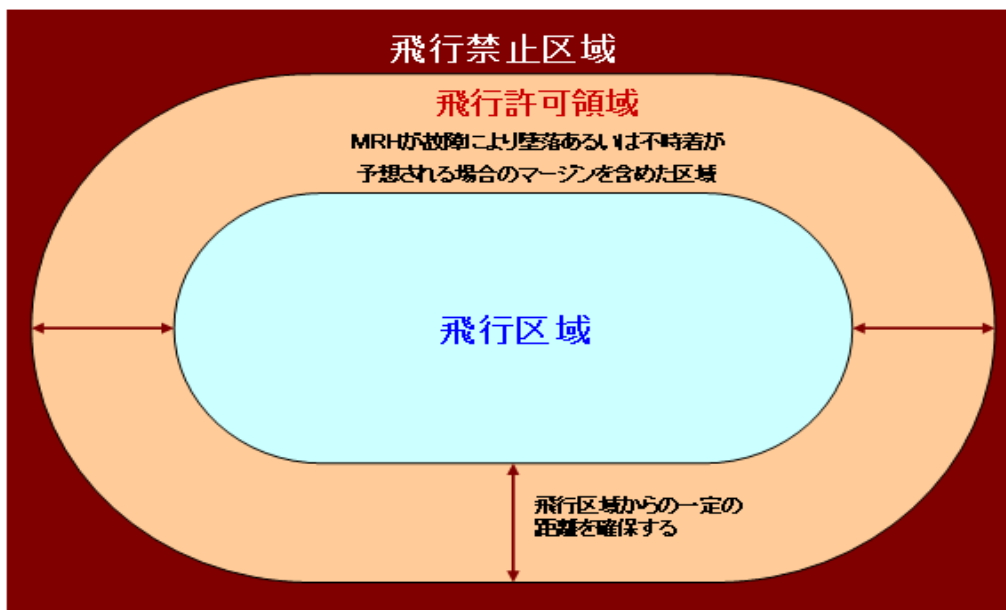 飛行禁止区域
飛行許可領域
MRHが故障により墜落あるいは不時着が
予想される場合のマージンを含めた区域
飛行区域
飛行区域からの一定の
距離を確保する